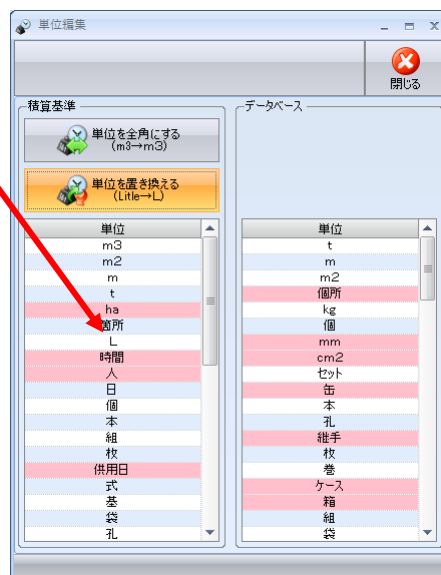 単位編集
閉じる
積算基準
単位を全角にする
(m3→m3)
単位を置き換える
(Litle→L)
単位
m3
m2
m
t
ha
箇所
L
時間
人
日
個
本
組
枚
供用日
式
基
袋
孔
データベース
単位
t
m
m2
個所
kg
個
mm
cm2
セット
缶
本
孔
継手
枚
巻
ケース
箱
組
袋